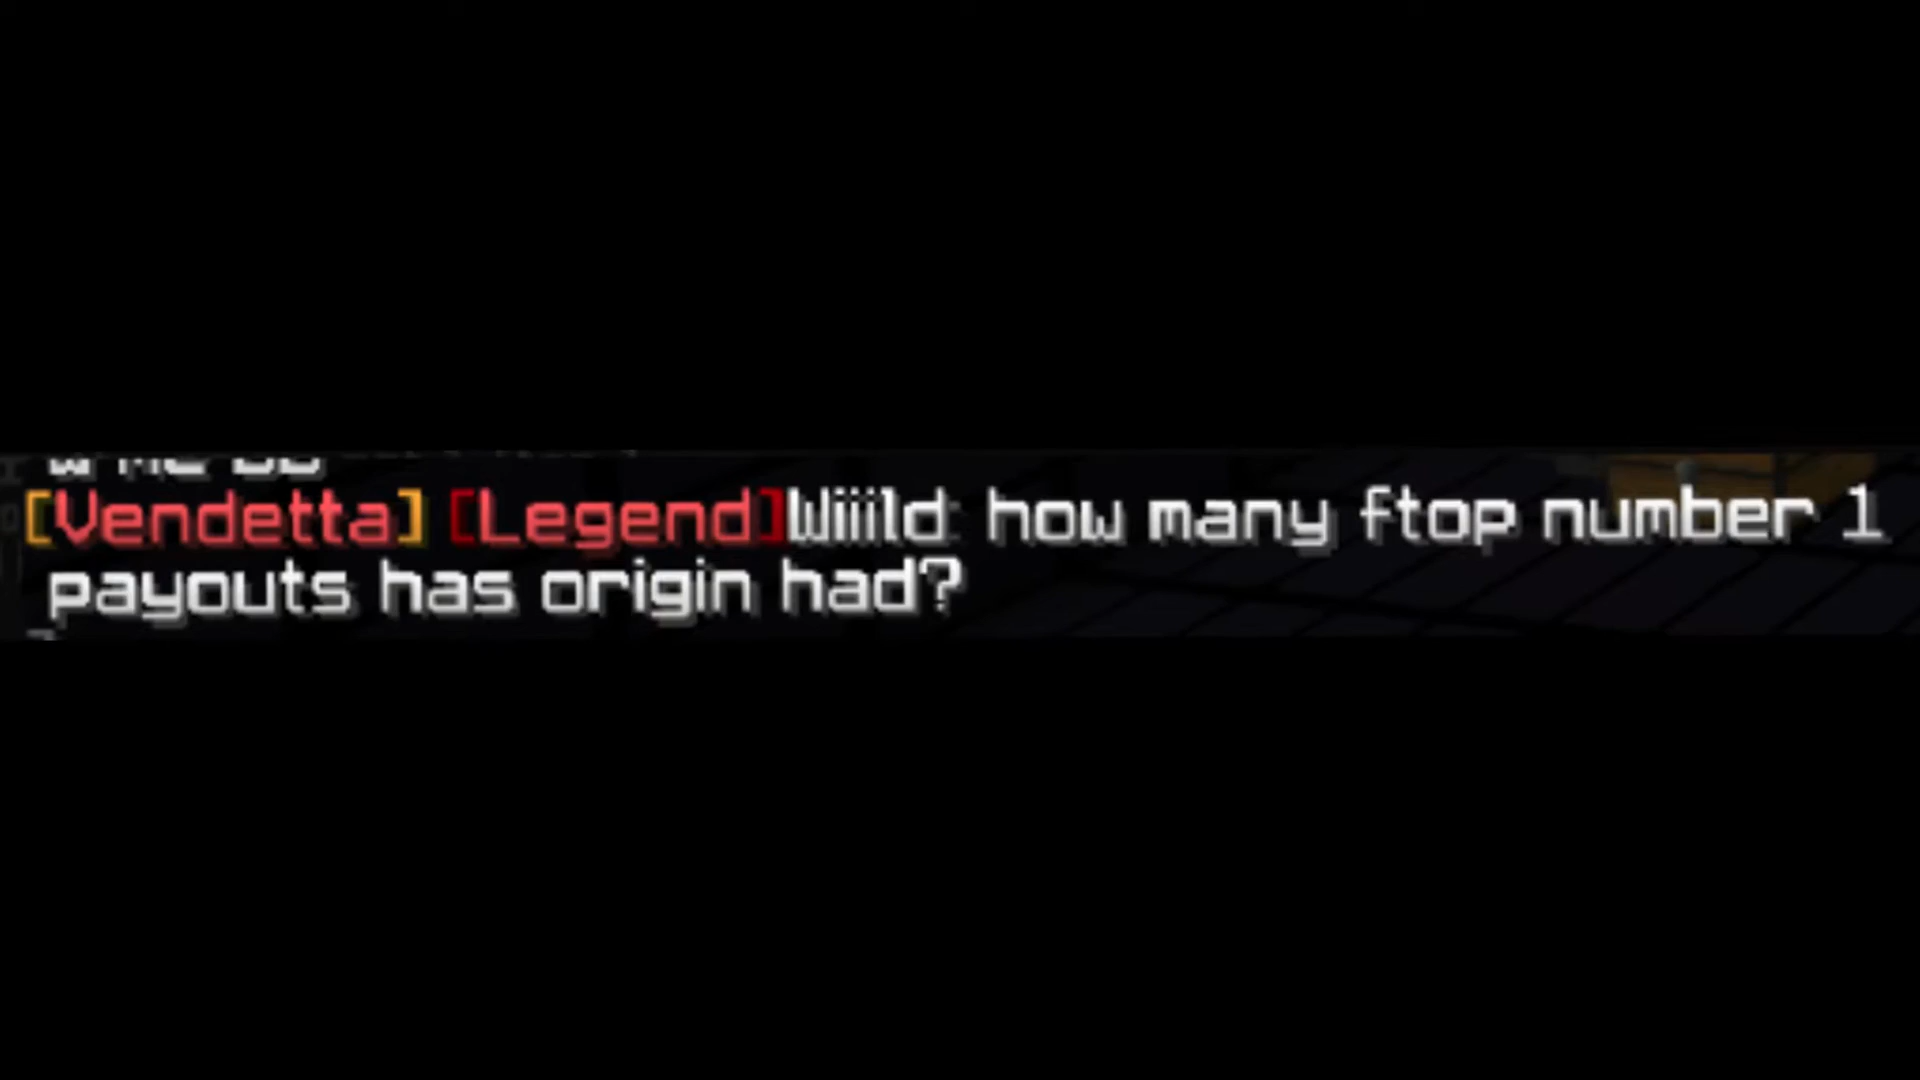 [Vendetta] [Legend]Wiiild: how many ftop number 1
payouts has origin had?